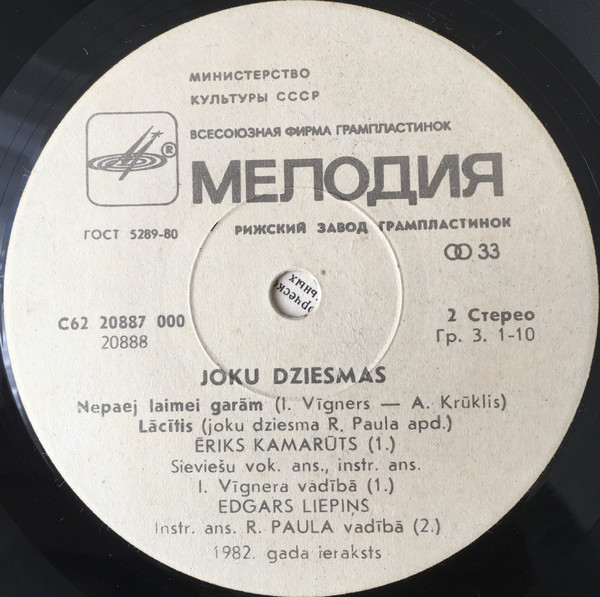 МИНИСТЕРСТВО
КУЛЬТУРЫ СССР
ВСЕСОЮЗНАЯ ФИРМА ГРАМПЛАСТИНОК
®
МЕЛОДИЯ
ГОСТ 5289-80
РИЖСКИЙ ЗАВОД ГРАМПЛАСТИНОК
33
С62 20887 000
20888
2 Стерео
Гр. 3. 1-10
JOKU DZIESMAS
Nepaej laimei garām (I. Vīgners — A. Krūklis)
Lācītis (joku dziesma R. Paula apd.)
ĒRIKS KAMARŪTS (1.)
Sieviešu vok. ans., instr. ans.
I. Vīgnera vadībā (1.)
EDGARS LIEPIŅŠ
Instr. ans. R. PAULA vadībā (2.)
1982. gada ieraksts